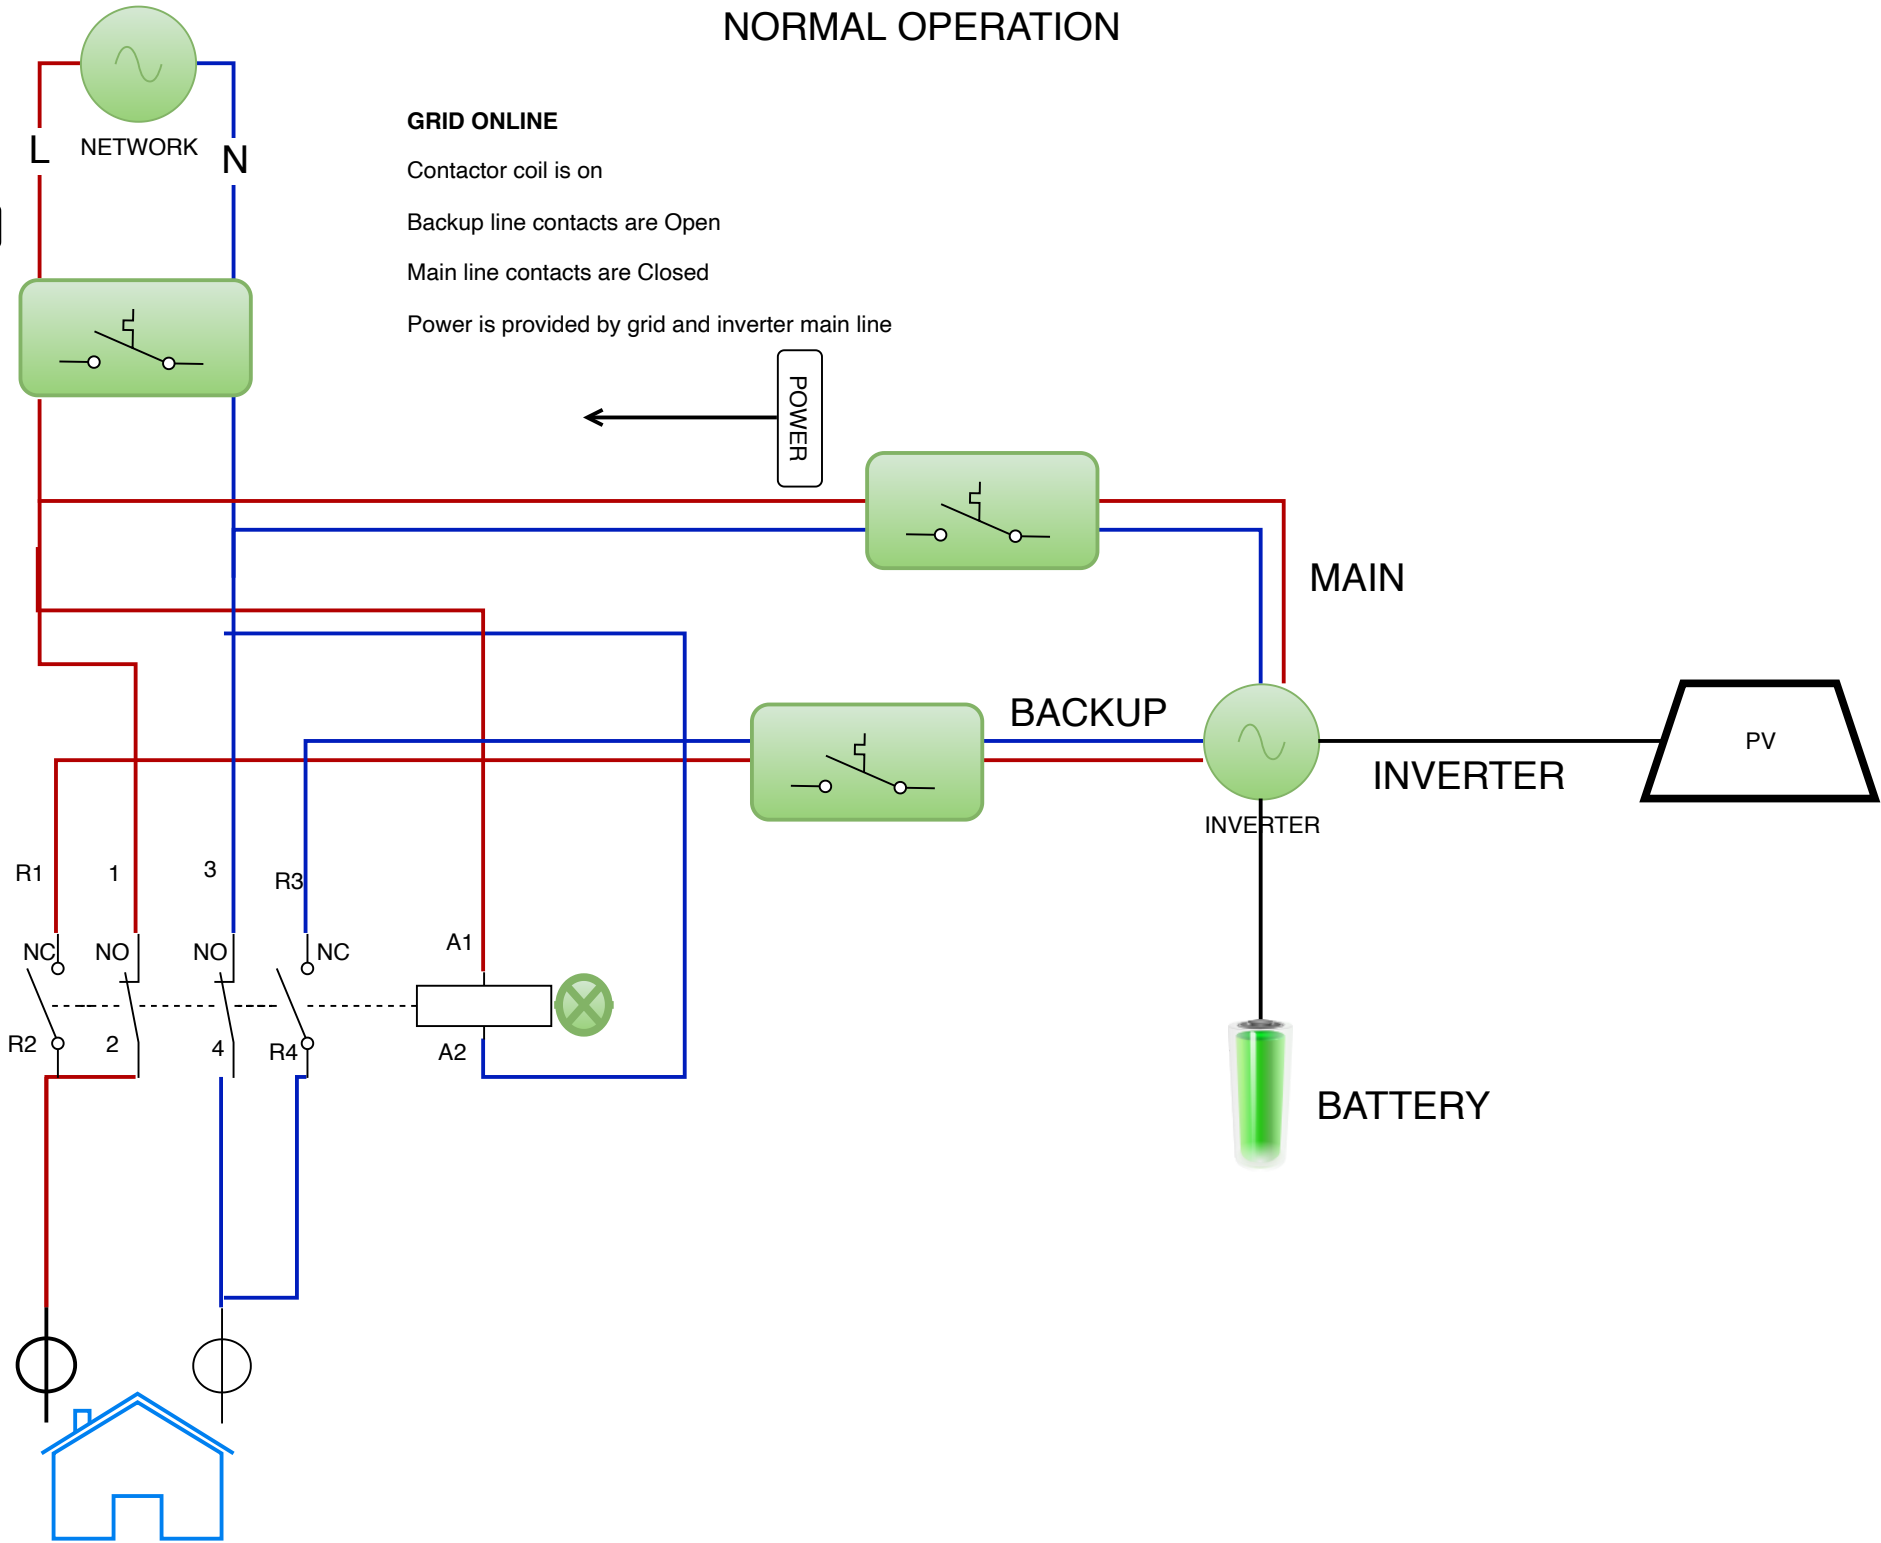 NORMAL OPERATION
GRID ONLINE
L
NETWORK
N
Contactor coil is on
Backup line contacts are Open
Main line contacts are Closed
Power is provided by grid and inverter main line
POWER
MAIN
BACKUP
PV
INVERTER
INVERTER
R1
1
3
R3
NC
NO
NO
NC
A1
R2
2
4
R4
A2
BATTERY